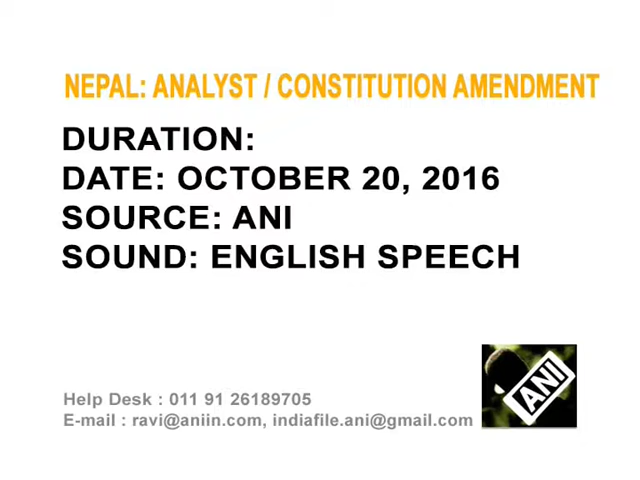 NEPAL: ANALYST / CONSTITUTION AMENDMENT
DURATION:
DATE: OCTOBER 20, 2016
SOURCE: ANI
SOUND: ENGLISH SPEECH
ANI
Help Desk : 011 91 26189705
E-mail : ravi@aniin.com, indiafile.ani@gmail.com